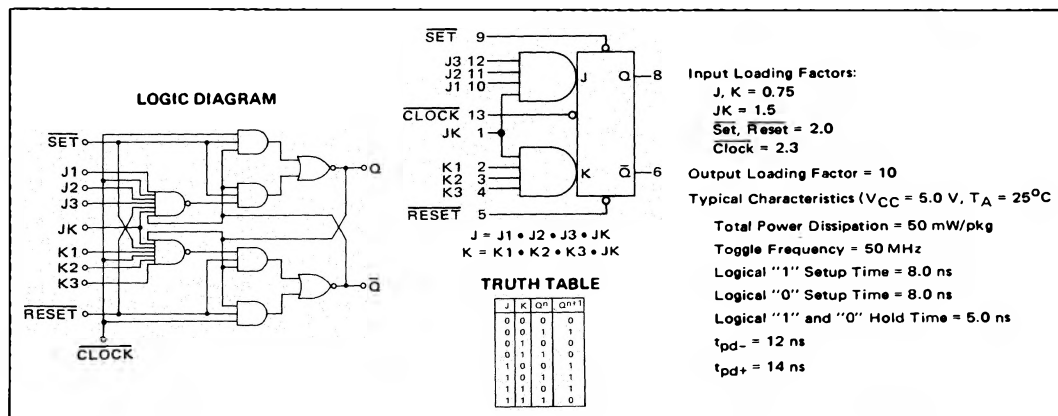 LOGIC DIAGRAM
SET
J1
J2
J3
JK
K1
K2
K3
RESET
CLOCK
Q
Q̅
SET 9
J3 12
J2 11
J1 10
CLOCK 13
JK 1
K1 2
K2 3
K3 4
RESET 5
J Q 8
K Q̅ 6
J = J1 • J2 • J3 • JK
K = K1 • K2 • K3 • JK
TRUTH TABLE
J K Qn Qn+1
0 0 0 0
0 0 1 1
0 1 0 0
0 1 1 0
1 0 0 1
1 0 1 1
1 1 0 1
1 1 1 0
Input Loading Factors:
J, K = 0.75
JK = 1.5
Set, Reset = 2.0
Clock = 2.3
Output Loading Factor = 10
Typical Characteristics (VCC = 5.0 V, TA = 25°C
Total Power Dissipation = 50 mW/pkg
Toggle Frequency = 50 MHz
Logical "1" Setup Time = 8.0 ns
Logical "0" Setup Time = 8.0 ns
Logical "1" and "0" Hold Time = 5.0 ns
tpd- = 12 ns
tpd+ = 14 ns